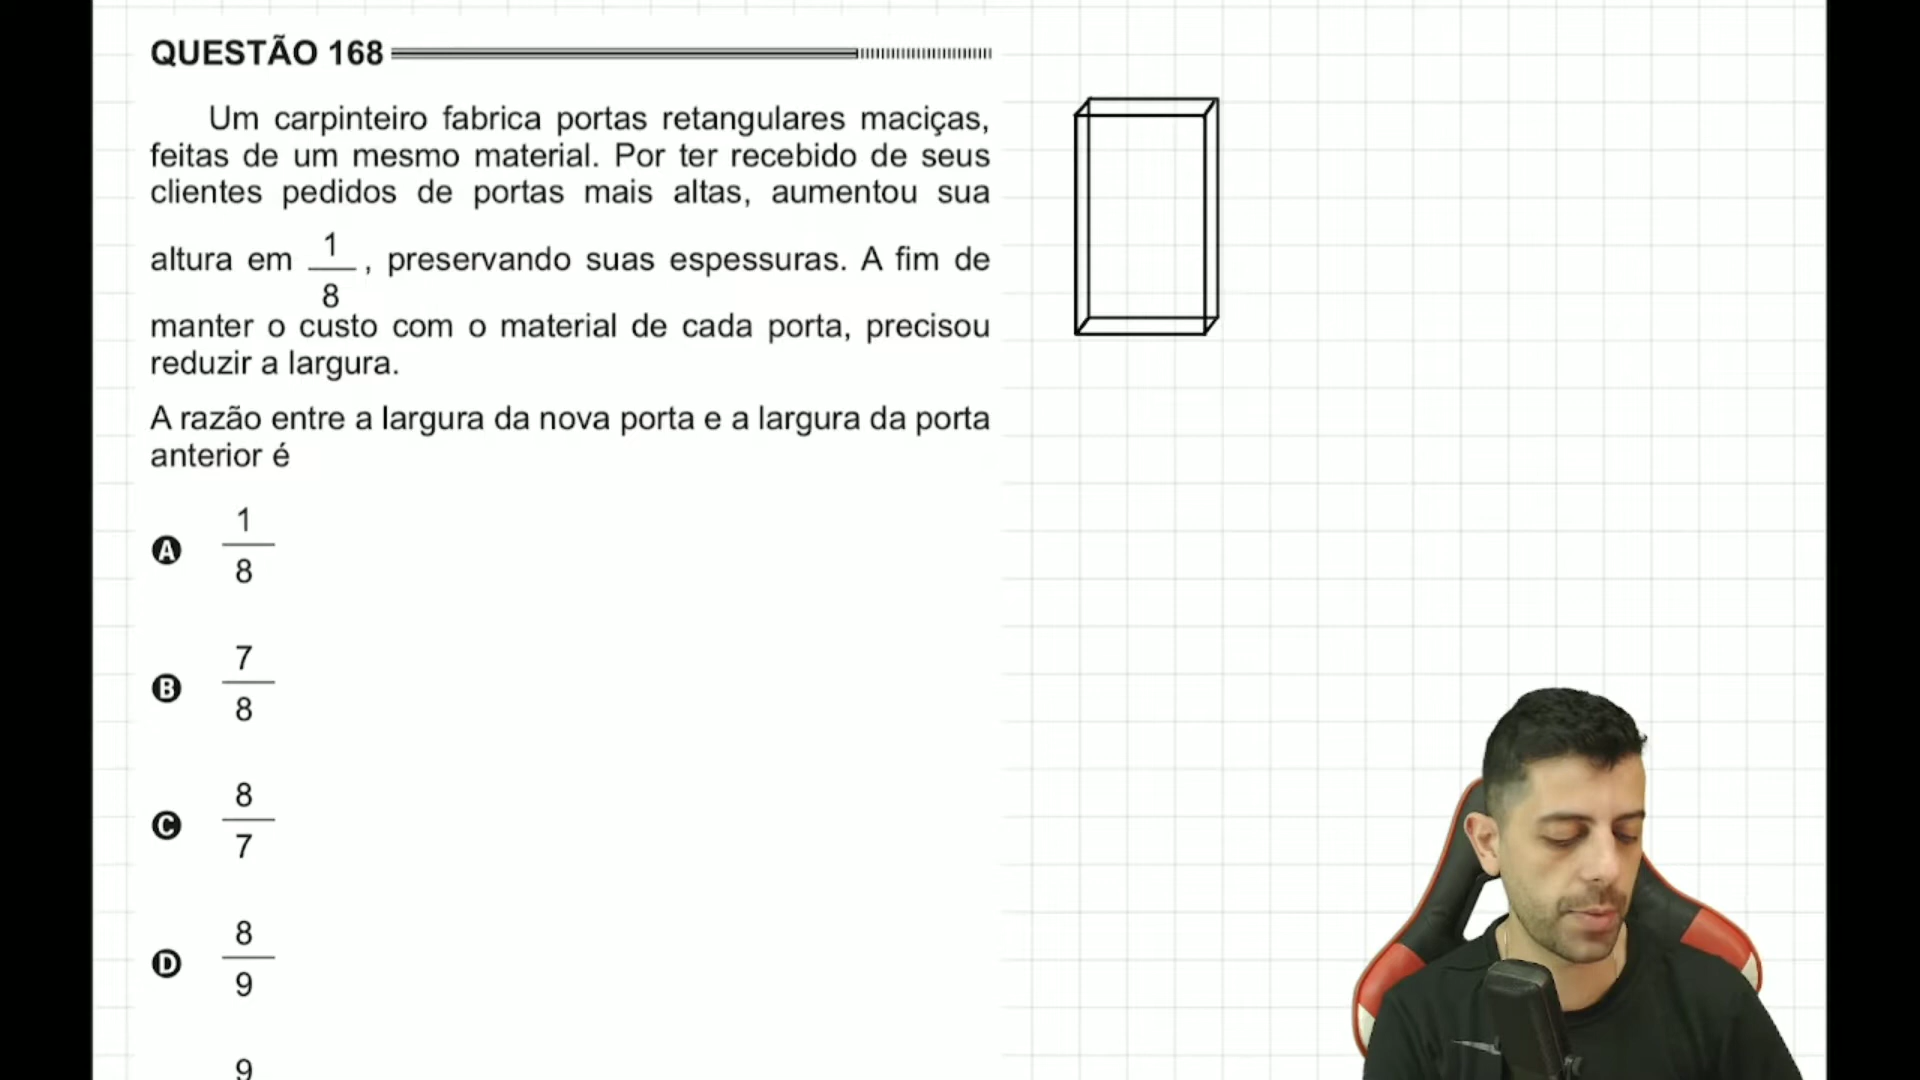 QUESTÃO 168
Um carpinteiro fabrica portas retangulares maciças,
feitas de um mesmo material. Por ter recebido de seus
clientes pedidos de portas mais altas, aumentou sua
altura em 1/8, preservando suas espessuras. A fim de
manter o custo com o material de cada porta, precisou
reduzir a largura.
A razão entre a largura da nova porta e a largura da porta
anterior é
A 1/8
B 7/8
C 8/7
D 8/9
9